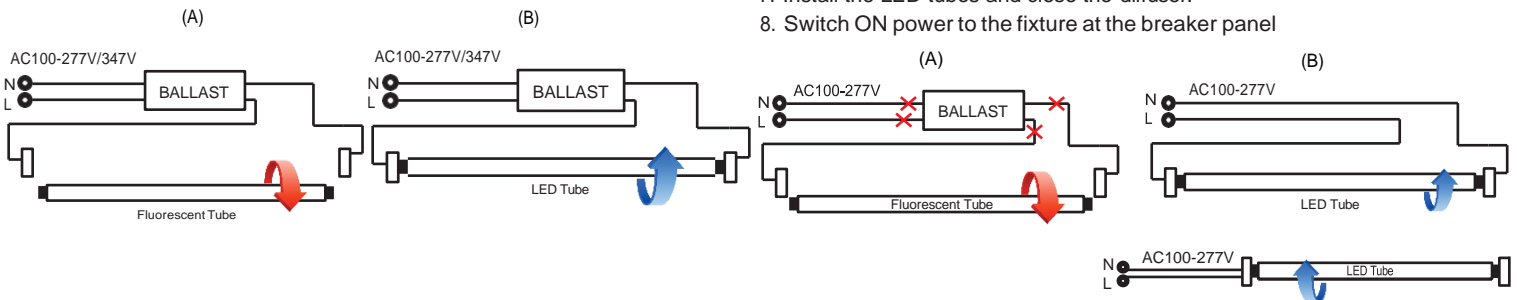 (A)
AC100-277V/347V
N
L
BALLAST
Fluorescent Tube
(B)
AC100-277V/347V
N
L
BALLAST
LED Tube
8. Switch ON power to the fixture at the breaker panel
(A)
AC100-277V
N
L
BALLAST
Fluorescent Tube
(B)
AC100-277V
N
L
LED Tube
AC100-277V
N
L
LED Tube